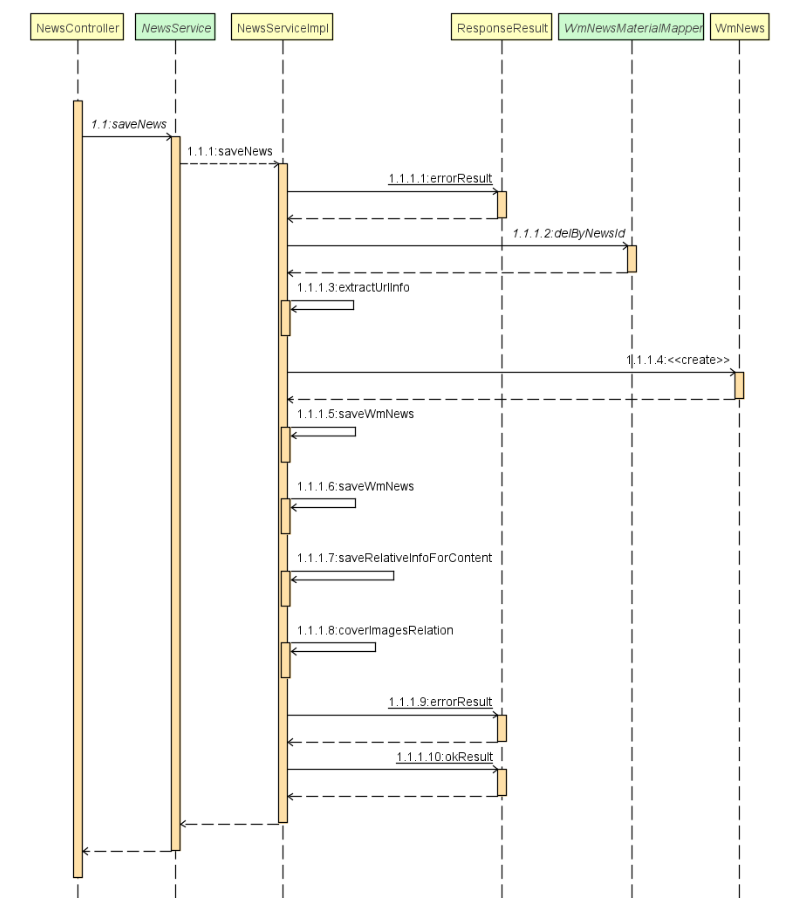 NewsController
NewsService
NewsServiceImpl
ResponseResult
WmNewsMaterialMapper
WmNews
1.1:saveNews
1.1.1:saveNews
1.1.1.1:errorResult
1.1.1.2:delByNewsId
1.1.1.3:extractUrlInfo
1.1.1.4:<<create>>
1.1.1.5:saveWmNews
1.1.1.6:saveWmNews
1.1.1.7:saveRelativeInfoForContent
1.1.1.8:coverImagesRelation
1.1.1.9:errorResult
1.1.1.10:okResult